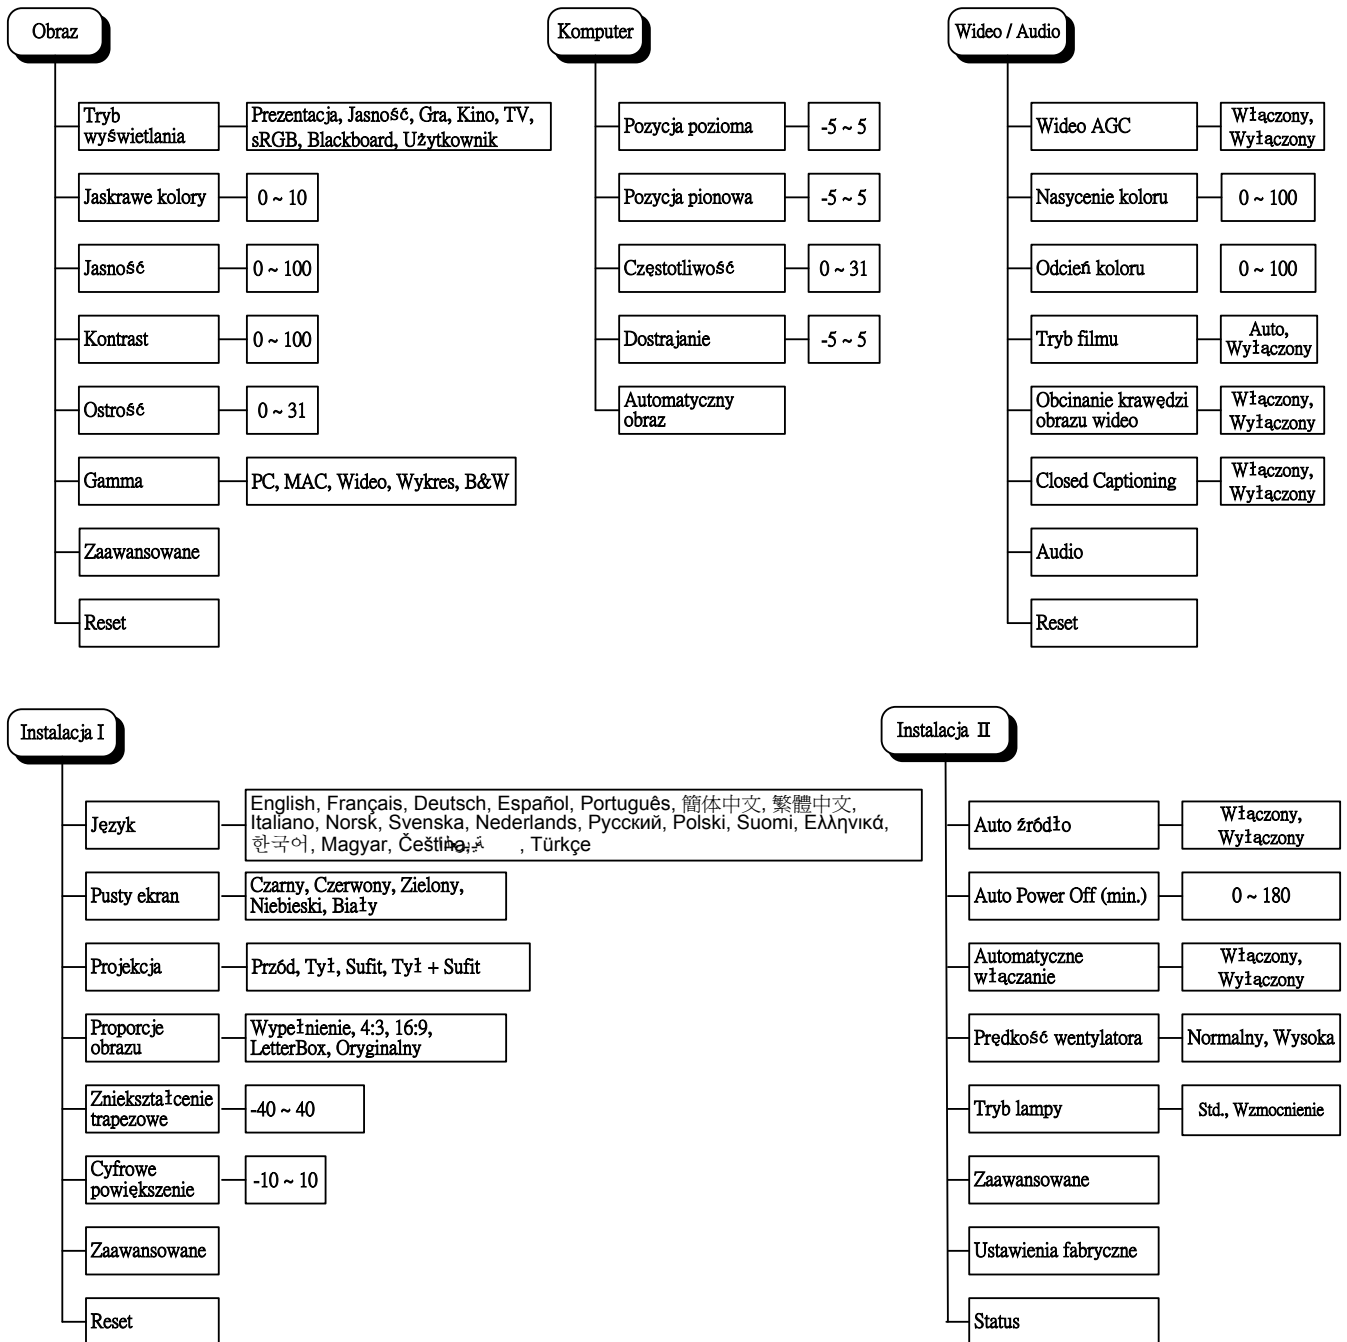 Obraz
Tryb
wyświetlania
Prezentacja, Jasność, Gra, Kino, TV,
sRGB, Blackboard, Użytkownik
Jaskrawe kolory
0 ~ 10
Jasność
0 ~ 100
Kontrast
0 ~ 100
Ostrość
0 ~ 31
Gamma
PC, MAC, Wideo, Wykres, B&W
Zaawansowane
Reset
Komputer
Pozycja pozioma
-5 ~ 5
Pozycja pionowa
-5 ~ 5
Częstotliwość
0 ~ 31
Dostrajanie
-5 ~ 5
Automatyczny
obraz
Wideo / Audio
Wideo AGC
Włączony,
Wyłączony
Nasycenie koloru
0 ~ 100
Odcień koloru
0 ~ 100
Tryb filmu
Auto,
Wyłączony
Obcinanie krawędzi
obrazu wideo
Włączony,
Wyłączony
Closed Captioning
Włączony,
Wyłączony
Audio
Reset
Instalacja I
Język
English, Français, Deutsch, Español, Português, 簡体中文, 繁體中文,
Italiano, Norsk, Svenska, Nederlands, Русский, Polski, Suomi, Ελληνικά,
한국어, Magyar, Čeština, , Türkçe
Pusty ekran
Czarny, Czerwony, Zielony,
Niebieski, Biały
Projekcja
Przód, Tył, Sufit, Tył + Sufit
Proporcje
obrazu
Wypełnienie, 4:3, 16:9,
LetterBox, Oryginalny
Zniekształcenie
trapezowe
-40 ~ 40
Cyfrowe
powiększenie
-10 ~ 10
Zaawansowane
Reset
Instalacja II
Auto źródło
Włączony,
Wyłączony
Auto Power Off (min.)
0 ~ 180
Automatyczne
włączanie
Włączony,
Wyłączony
Prędkość wentylatora
Normalny, Wysoka
Tryb lampy
Std., Wzmocnienie
Zaawansowane
Ustawienia fabryczne
Status